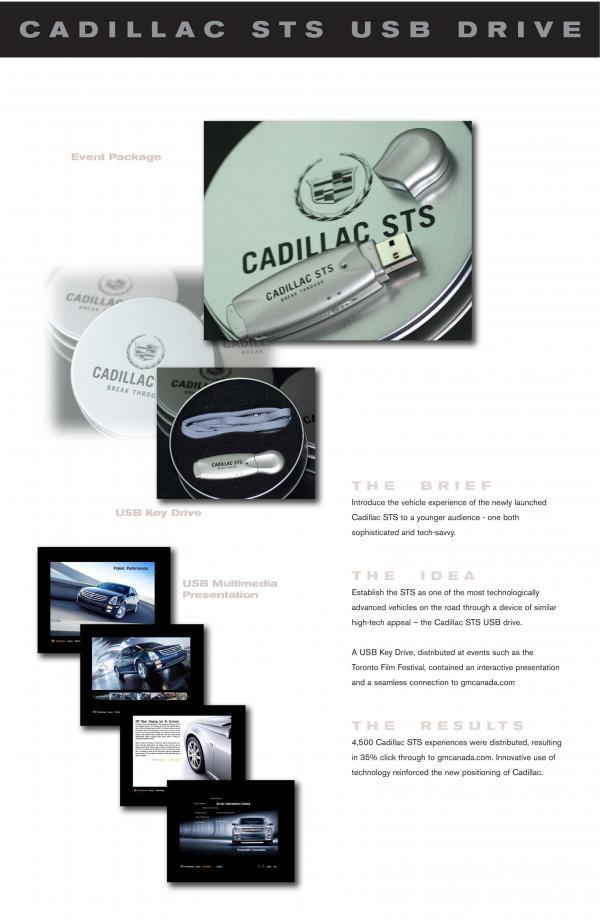 CADILLAC STS USB DRIVE
Event Package
CADILLAC STS
CADILLAC STS
BREAK THROUGH
CADILLAC
BREAK THROU
CADILLAC STS
USB Key Drive
USB Multimedia
Presentation
Patent. Performance.
Driver Information Centre
THE BRIEF
Introduce the vehicle experience of the newly launched
Cadillac STS to a younger audience - one both
sophisticated and tech-savvy.
THE IDEA
Establish the STS as one of the most technologically
advanced vehicles on the road through a device of similar
high-tech appeal – the Cadillac STS USB drive.
A USB Key Drive, distributed at events such as the
Toronto Film Festival, contained an interactive presentation
and a seamless connection to gmcanada.com
THE RESULTS
4,500 Cadillac STS experiences were distributed, resulting
in 35% click through to gmcanada.com. Innovative use of
technology reinforced the new positioning of Cadillac.